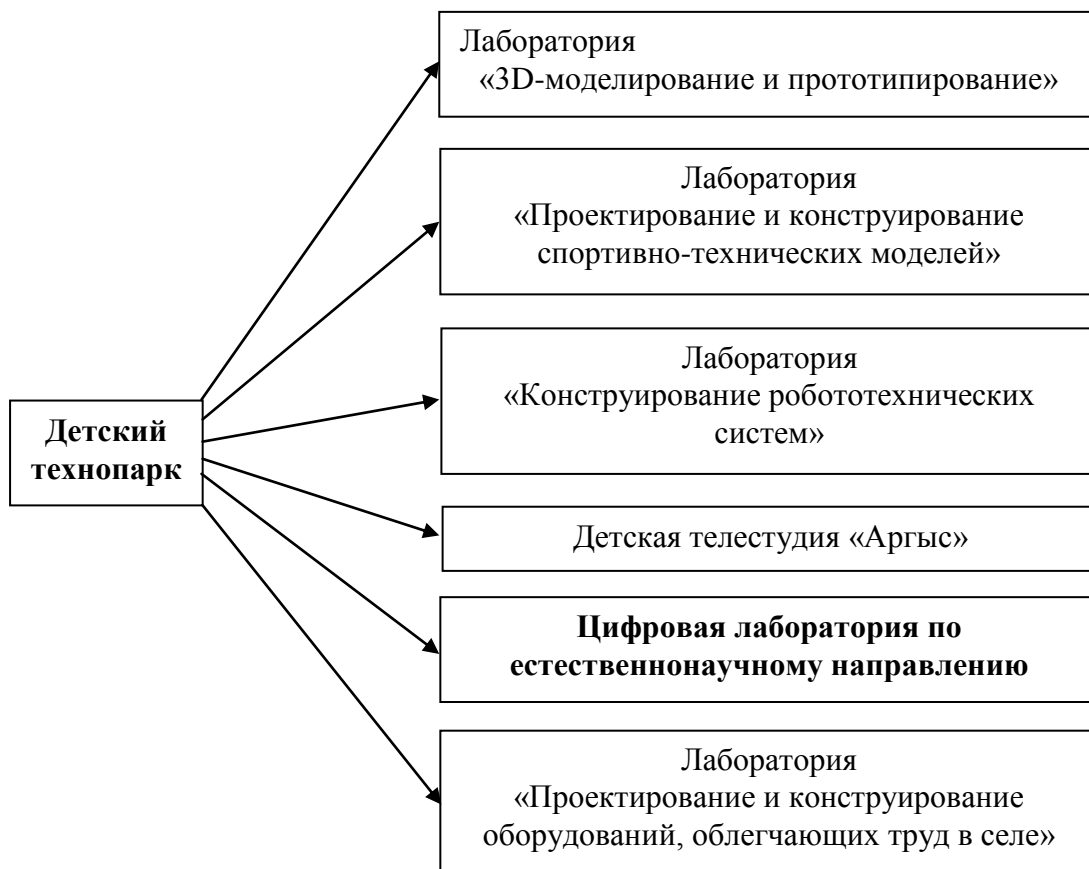 Лаборатория
«3D-моделирование и прототипирование»
Лаборатория
«Проектирование и конструирование
спортивно-технических моделей»
Лаборатория
«Конструирование робототехнических
систем»
Детский
технопарк
Детская телестудия «Аргыс»
Цифровая лаборатория по
естественнонаучному направлению
Лаборатория
«Проектирование и конструирование
оборудований, облегчающих труд в селе»